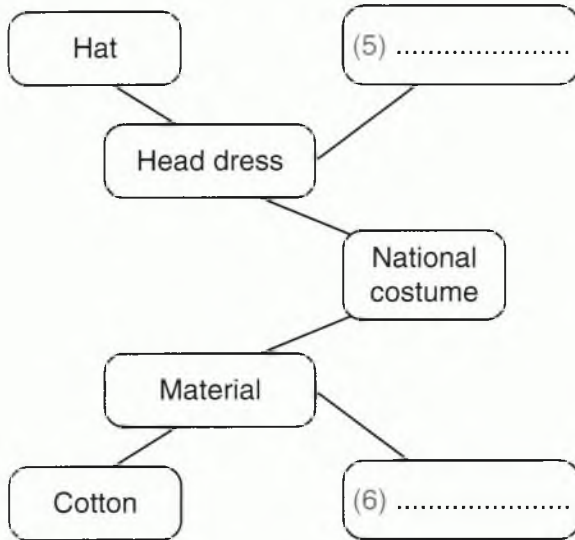 Hat
(5) ........................
Head dress
National
costume
Material
Cotton
(6) ........................